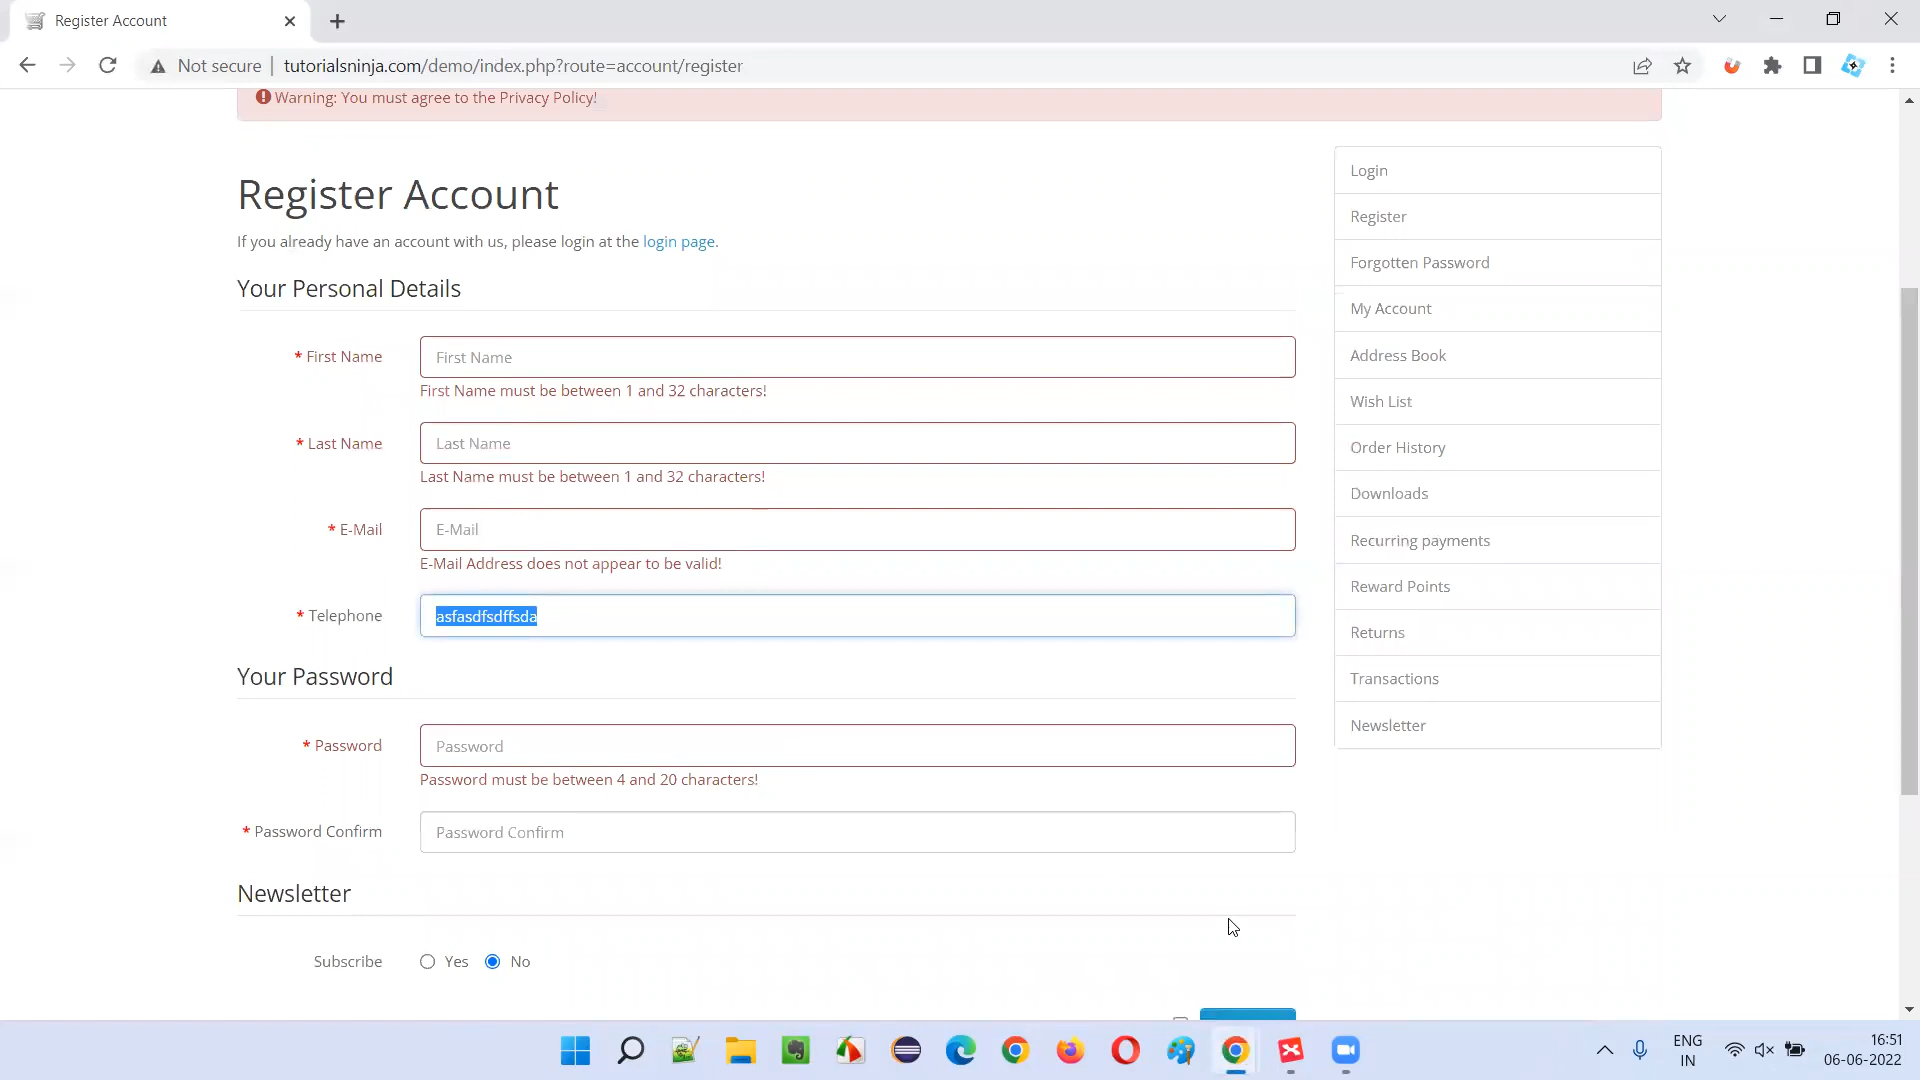 Register Account
Not secure
tutorialsninja.com/demo/index.php?route=account/register
Warning: You must agree to the Privacy Policy!
Register Account
If you already have an account with us, please login at the login page.
Your Personal Details
* First Name
First Name
First Name must be between 1 and 32 characters!
* Last Name
Last Name
Last Name must be between 1 and 32 characters!
* E-Mail
E-Mail
E-Mail Address does not appear to be valid!
* Telephone
asfasdfsdffsda
Your Password
* Password
Password
Password must be between 4 and 20 characters!
* Password Confirm
Password Confirm
Newsletter
Subscribe
Yes
No
Login
Register
Forgotten Password
My Account
Address Book
Wish List
Order History
Downloads
Recurring payments
Reward Points
Returns
Transactions
Newsletter
ENG
IN
16:51
06-06-2022